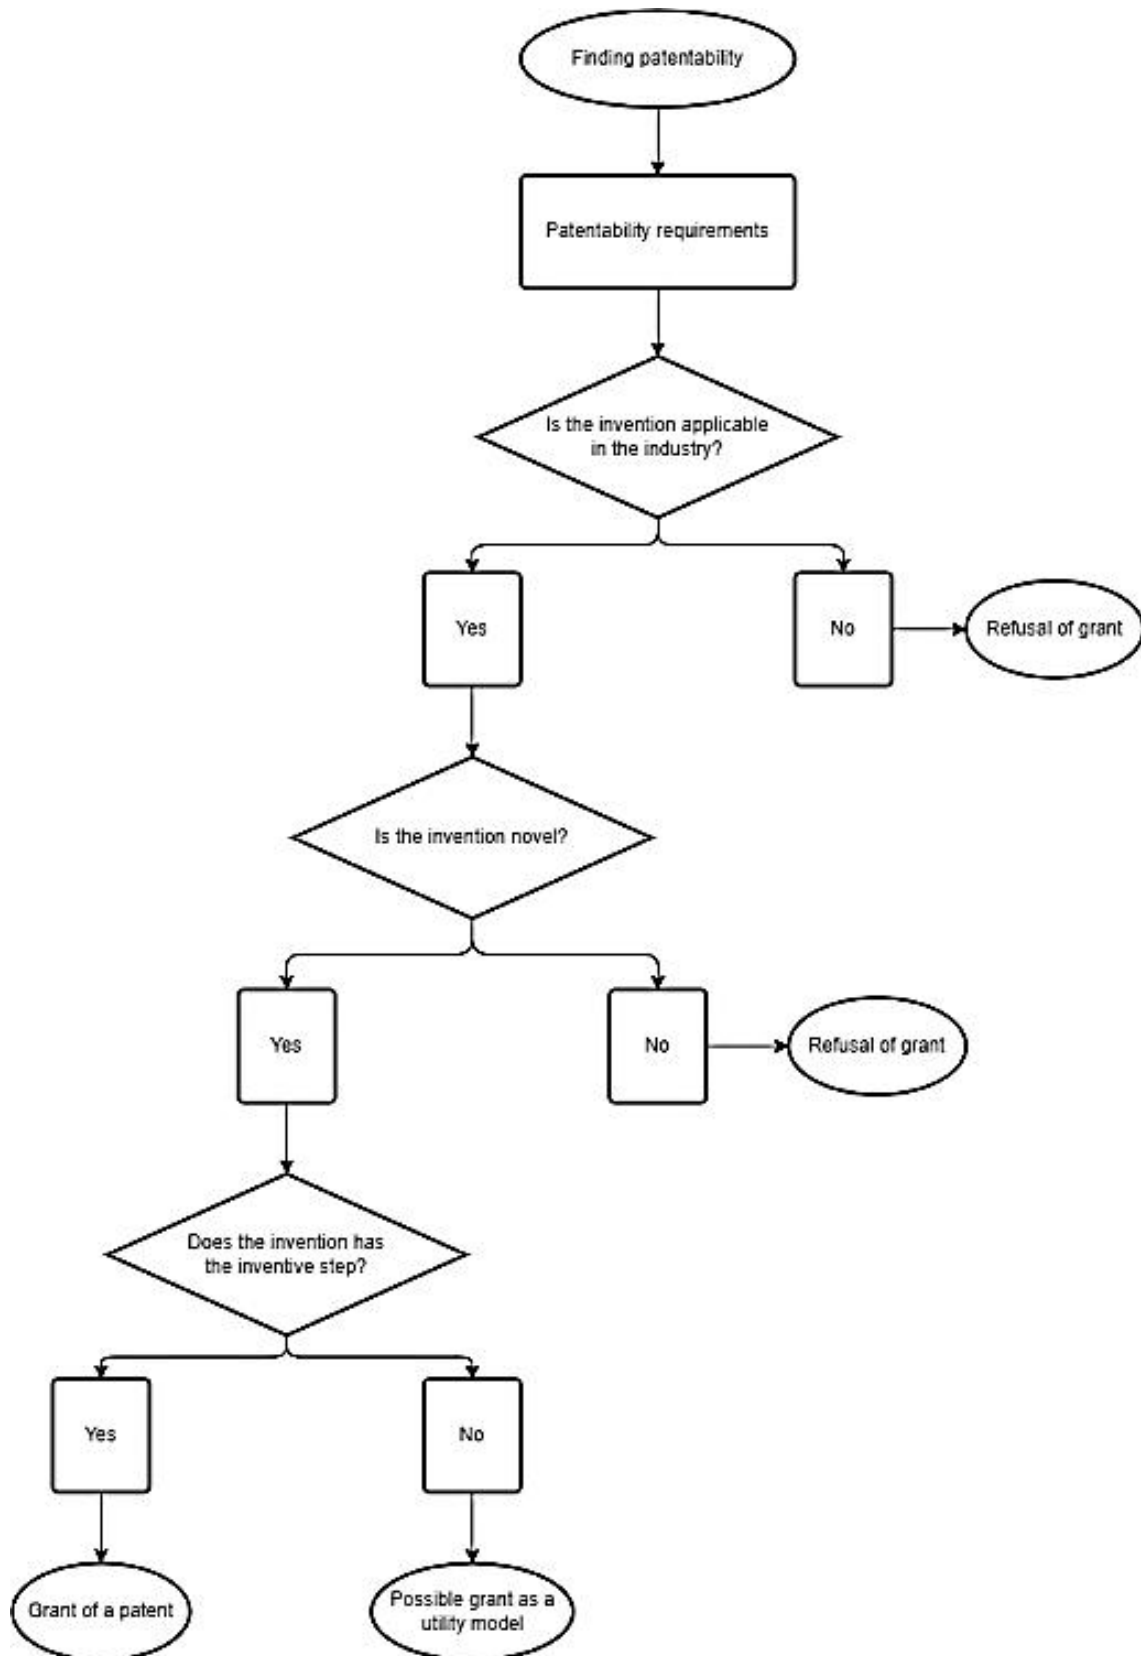 Finding patentability
Patentability requirements
Is the invention applicable
in the industry?
Yes
No
Refusal of grant
Is the invention novel?
Yes
No
Refusal of grant
Does the invention has
the inventive step?
Yes
No
Grant of a patent
Possible grant as a
utility model